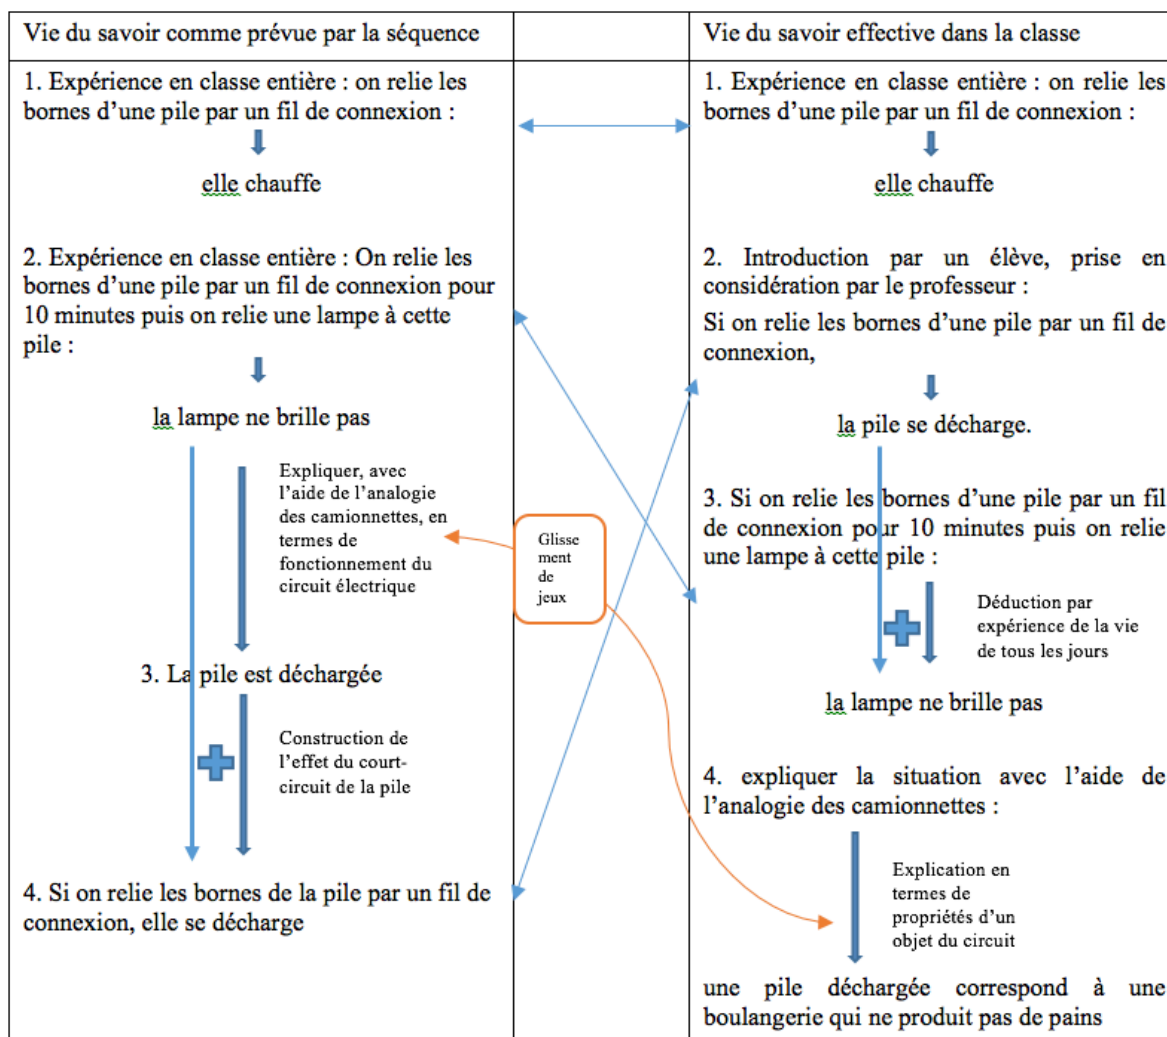 Vie du savoir comme prévue par la séquence
1. Expérience en classe entière : on relie les
bornes d’une pile par un fil de connexion :
elle chauffe
2. Expérience en classe entière : On relie les
bornes d’une pile par un fil de connexion pour
10 minutes puis on relie une lampe à cette
pile :
la lampe ne brille pas
Expliquer, avec
l’aide de l’analogie
des camionnettes, en
termes de
fonctionnement du
circuit électrique
3. La pile est déchargée
Construction de
l’effet du court-
circuit de la pile
4. Si on relie les bornes de la pile par un fil de
connexion, elle se décharge
Glisse
ment
de
jeux
Vie du savoir effective dans la classe
1. Expérience en classe entière : on relie les
bornes d’une pile par un fil de connexion :
elle chauffe
2. Introduction par un élève, prise en
considération par le professeur :
Si on relie les bornes d’une pile par un fil de
connexion,
la pile se décharge.
3. Si on relie les bornes d’une pile par un fil
de connexion pour 10 minutes puis on relie
une lampe à cette pile :
Déduction par
expérience de la vie
de tous les jours
la lampe ne brille pas
4. expliquer la situation avec l’aide de
l’analogie des camionnettes :
Explication en
termes de
propriétés d’un
objet du circuit
une pile déchargée correspond à une
boulangerie qui ne produit pas de pains